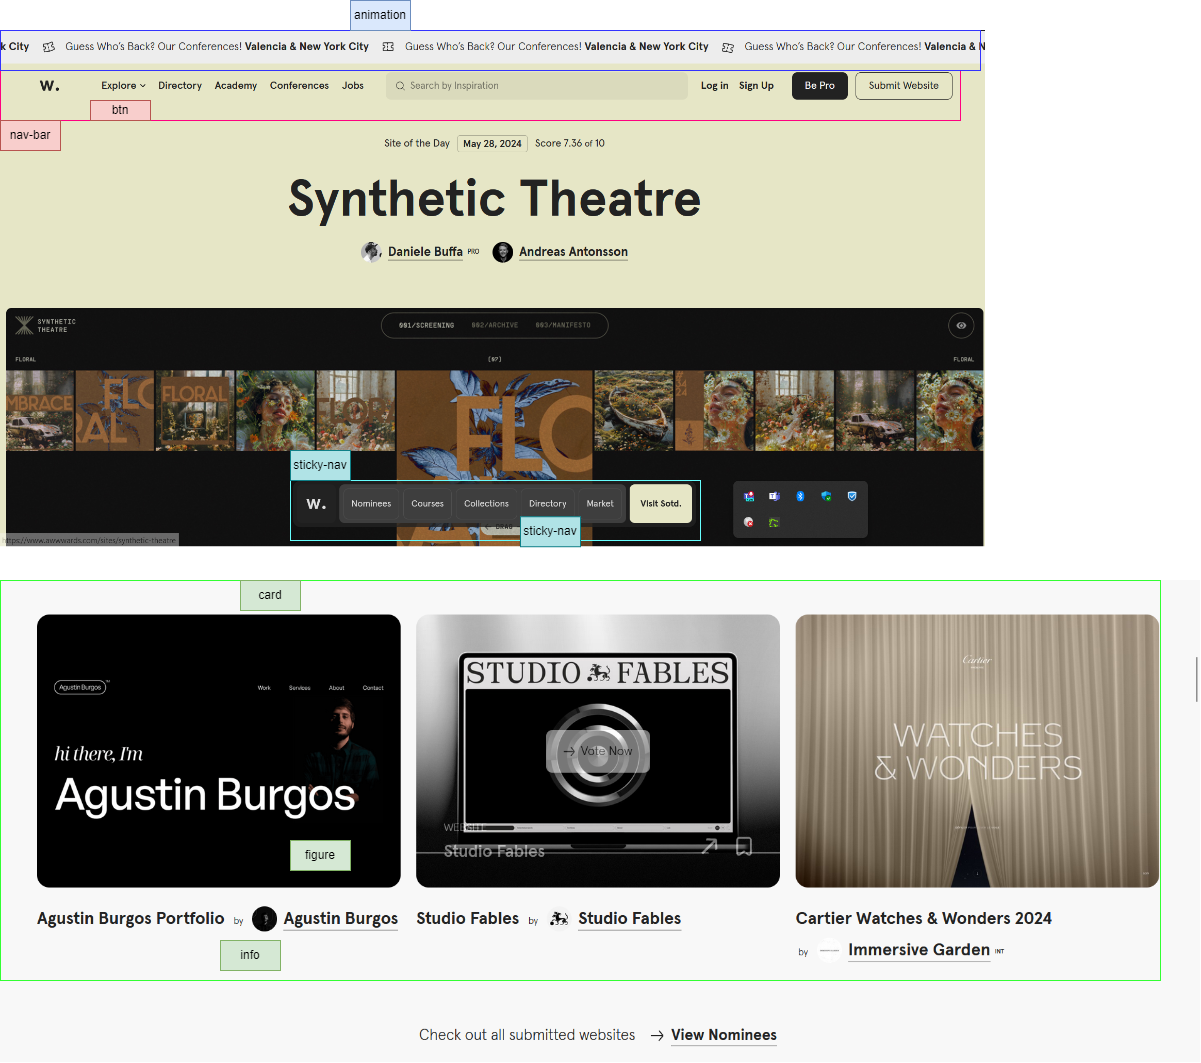 animation
k City Guess Who's Back? Our Conferences! Valencia & New York City Guess Who's Back? Our Conferences! Valencia & New York City Guess Who's Back? Our Conferences! Valencia & N
W. Explore Directory Academy Conferences Jobs Search by Inspiration Log in Sign Up Be Pro Submit Website
btn
nav-bar
Site of the Day May 28, 2024 Score 7.36 of 10
Synthetic Theatre
Daniele Buffa PRO Andreas Antonsson
SYNTHETIC
THEATRE
001/SCREENING 002/ARCHIVE 003/MANIFESTO
FLORAL FLORAL
MBRACE FLO FLORAL FLO
RAL
sticky-nav
W. Nominees Courses Collections Directory Market Visit Sotd.
DRAG
sticky-nav
https://www.awwwards.com/sites/synthetic-theatre
card
Agustin Burgos Work Services About Contact
hi there, I'm
Agustin Burgos
figure
STUDIO FABLES
Vote Now
WEBSITE
Studio Fables
Cartier
WATCHES
& WONDERS
Agustin Burgos Portfolio by Agustin Burgos
Studio Fables by Studio Fables
Cartier Watches & Wonders 2024
by Immersive Garden INT
info
Check out all submitted websites → View Nominees